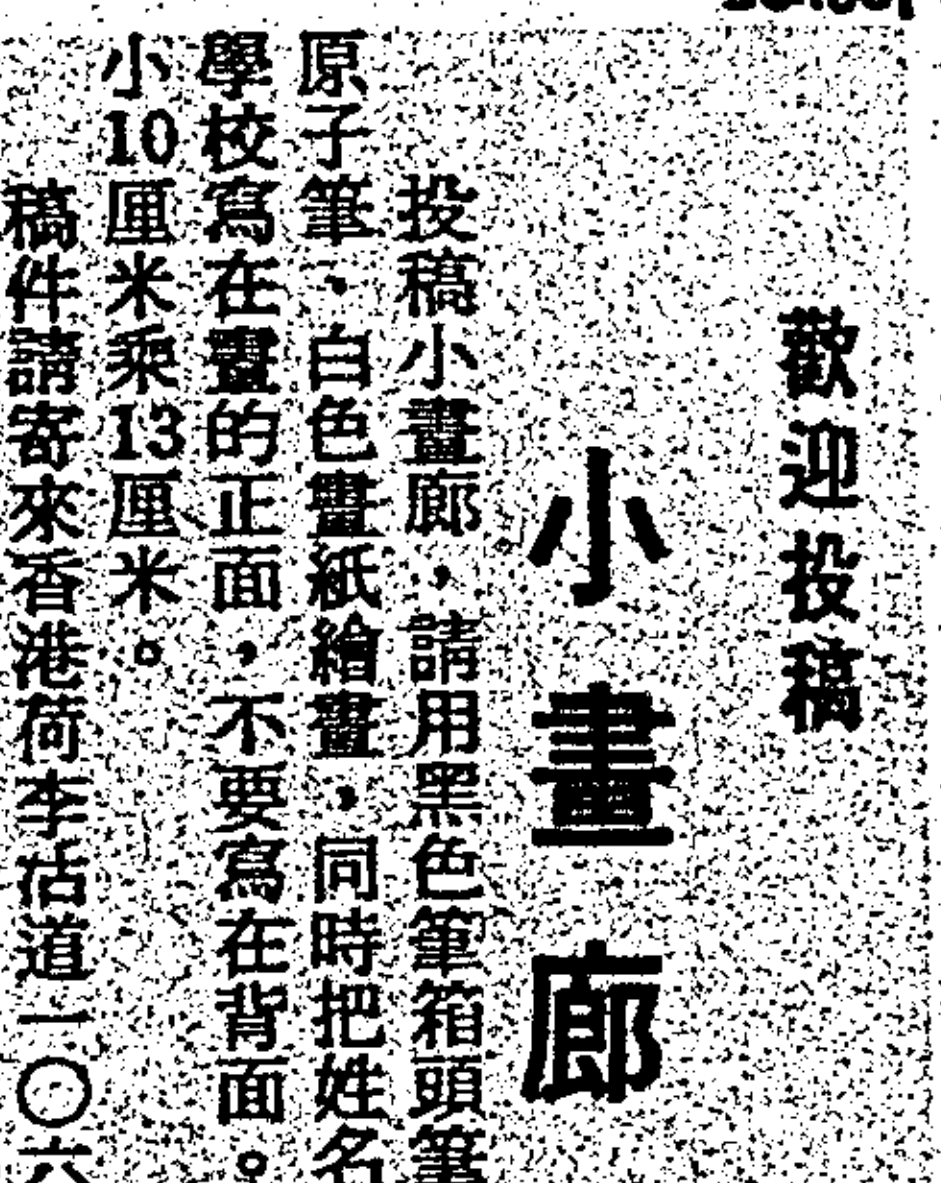 歡迎投稿
小畫廊
投稿小畫廊，請用黑色筆箱頭筆
原子筆、白色畫紙繪畫，同時把姓名
學校寫在畫的正面，不要寫在背面。
小10厘米乘13厘米。
稿件請寄來香港荷李活道一〇六